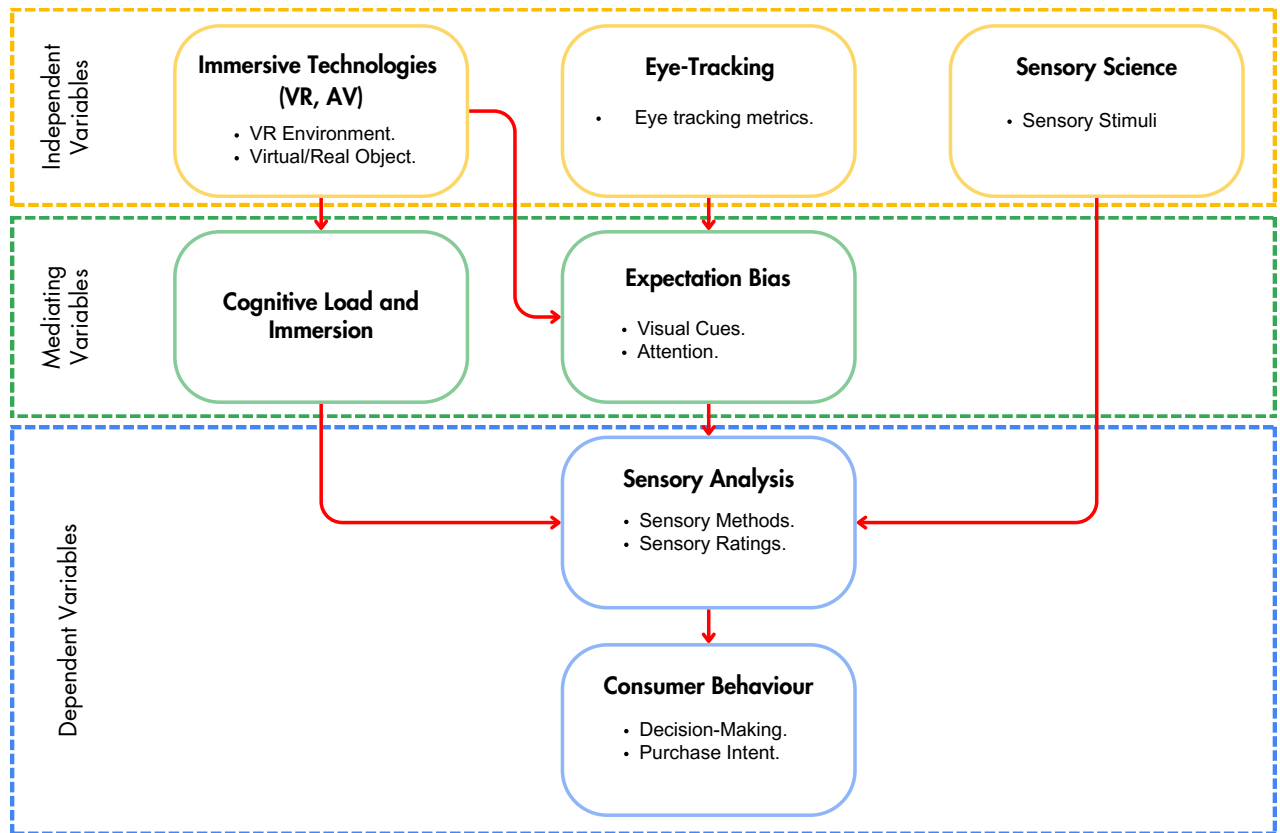 Independent
Variables
Immersive Technologies
(VR, AV)
• VR Environment.
• Virtual/Real Object.
Eye-Tracking
• Eye tracking metrics.
Sensory Science
• Sensory Stimuli
Mediating
Variables
Cognitive Load and
Immersion
Expectation Bias
• Visual Cues.
• Attention.
Dependent Variables
Sensory Analysis
• Sensory Methods.
• Sensory Ratings.
Consumer Behaviour
• Decision-Making.
• Purchase Intent.